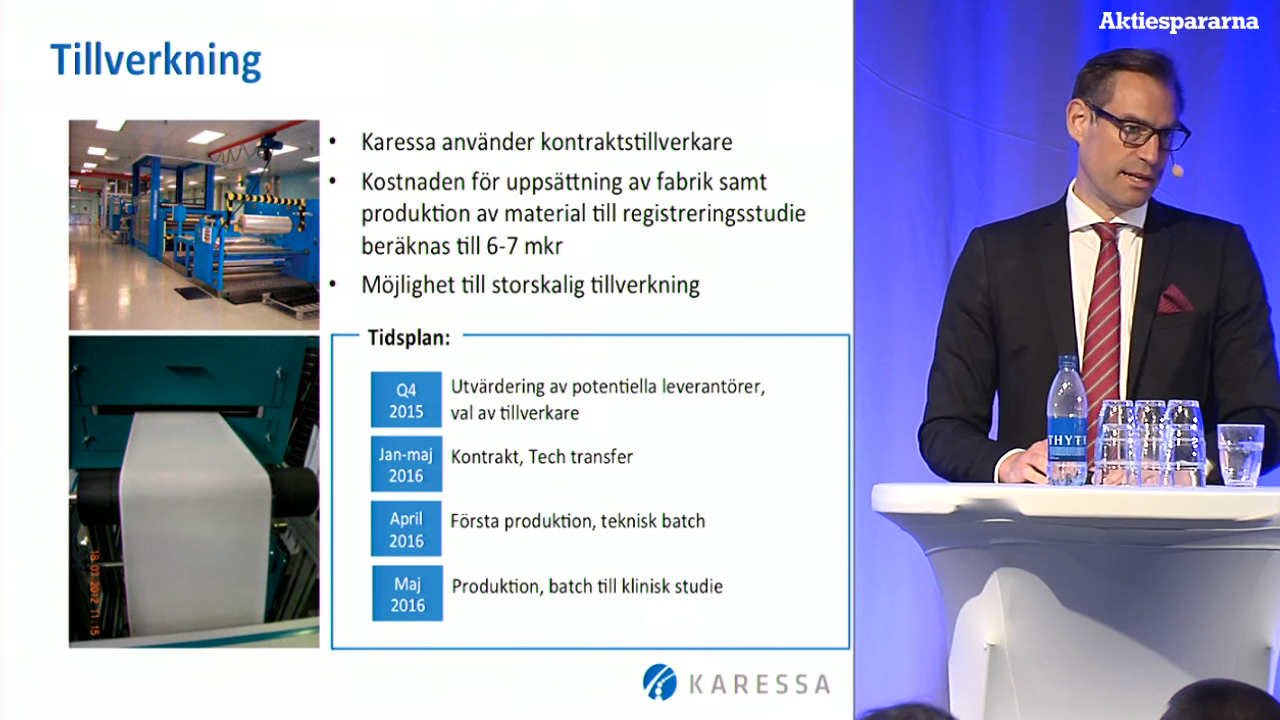 Aktiespararna
Tillverkning
• Karessa använder kontraktstillverkare
• Kostnaden för uppsättning av fabrik samt
produktion av material till registreringsstudie
beräknas till 6-7 mkr
• Möjlighet till storskalig tillverkning
Tidsplan:
Q4
2015
Utvärdering av potentiella leverantörer,
val av tillverkare
Jan-maj
2016
Kontrakt, Tech transfer
April
2016
Första produktion, teknisk batch
Maj
2016
Produktion, batch till klinisk studie
KARESSA